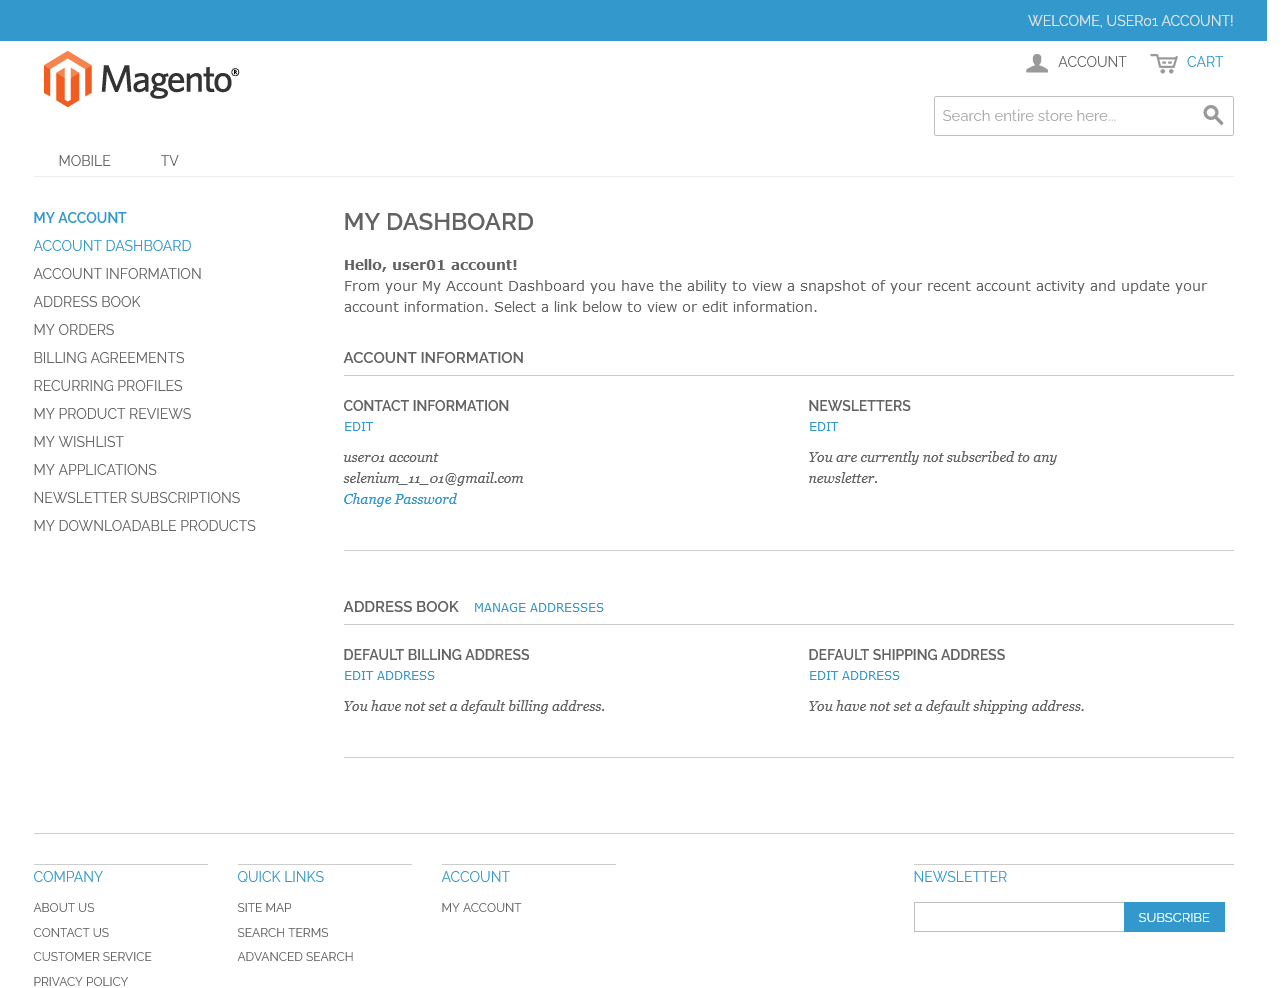 WELCOME, USER01 ACCOUNT!
Magento®
ACCOUNT
CART
Search entire store here...
MOBILE
TV
MY ACCOUNT
ACCOUNT DASHBOARD
ACCOUNT INFORMATION
ADDRESS BOOK
MY ORDERS
BILLING AGREEMENTS
RECURRING PROFILES
MY PRODUCT REVIEWS
MY WISHLIST
MY APPLICATIONS
NEWSLETTER SUBSCRIPTIONS
MY DOWNLOADABLE PRODUCTS
MY DASHBOARD
Hello, user01 account!
From your My Account Dashboard you have the ability to view a snapshot of your recent account activity and update your
account information. Select a link below to view or edit information.
ACCOUNT INFORMATION
CONTACT INFORMATION
EDIT
user01 account
selenium_11_01@gmail.com
Change Password
NEWSLETTERS
EDIT
You are currently not subscribed to any
newsletter.
ADDRESS BOOK MANAGE ADDRESSES
DEFAULT BILLING ADDRESS
EDIT ADDRESS
You have not set a default billing address.
DEFAULT SHIPPING ADDRESS
EDIT ADDRESS
You have not set a default shipping address.
COMPANY
ABOUT US
CONTACT US
CUSTOMER SERVICE
PRIVACY POLICY
QUICK LINKS
SITE MAP
SEARCH TERMS
ADVANCED SEARCH
ACCOUNT
MY ACCOUNT
NEWSLETTER
SUBSCRIBE